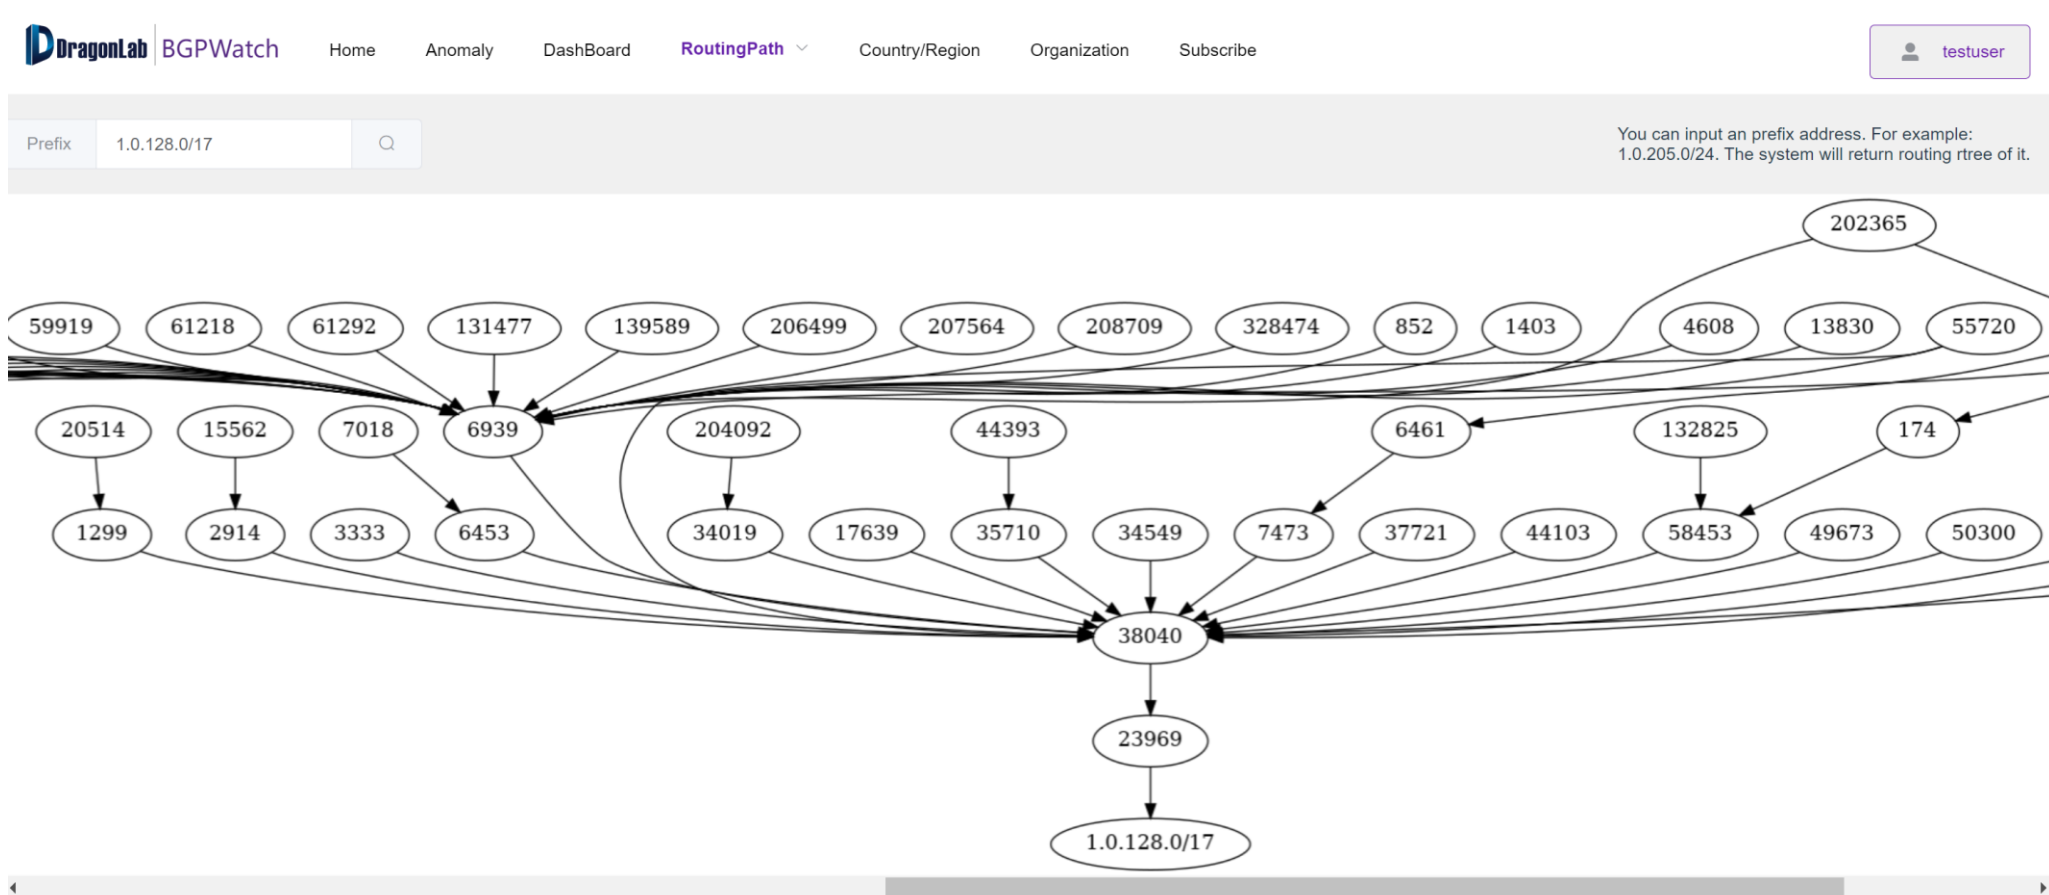 DragonLab BGPWatch
Home Anomaly DashBoard RoutingPath Country/Region Organization Subscribe
testuser
Prefix 1.0.128.0/17
You can input an prefix address. For example:
1.0.205.0/24. The system will return routing rtree of it.
202365
59919 61218 61292 131477 139589 206499 207564 208709 328474 852 1403 4608 13830 55720
20514 15562 7018 6939 204092 44393 6461 132825 174
1299 2914 3333 6453 34019 17639 35710 34549 7473 37721 44103 58453 49673 50300
38040
23969
1.0.128.0/17